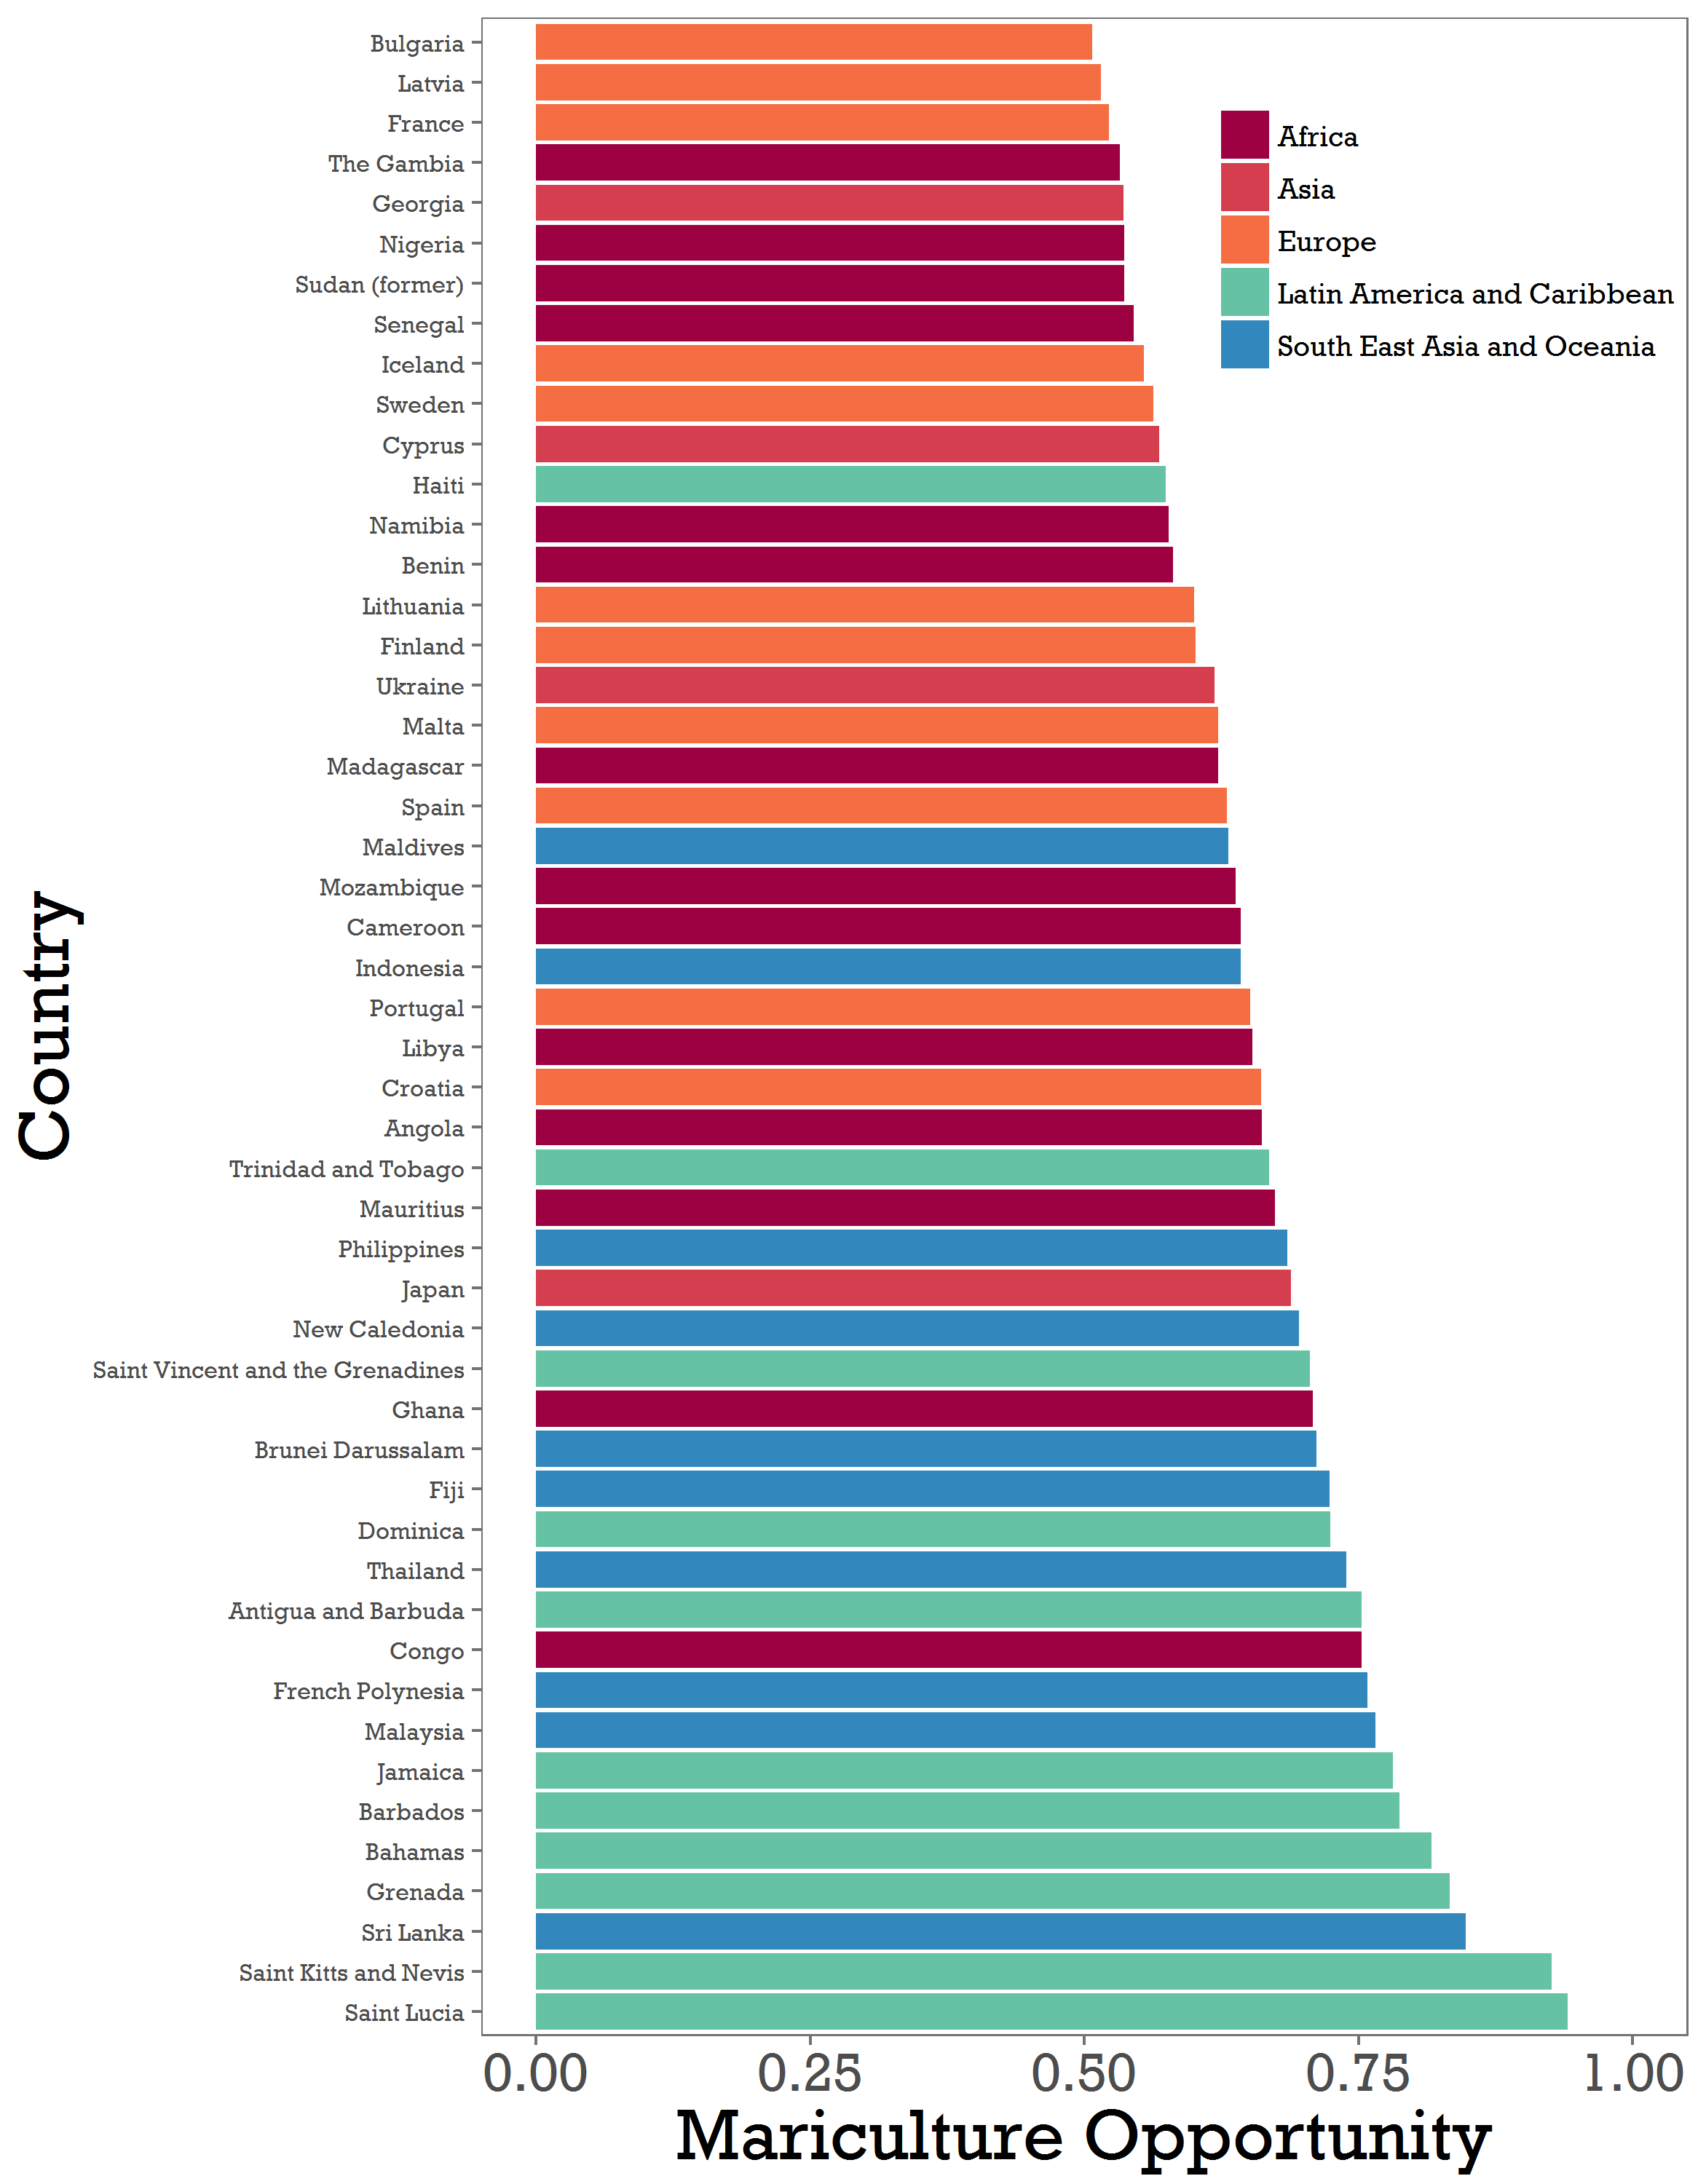 Bulgaria
Latvia
France
The Gambia
Georgia
Nigeria
Sudan (former)
Senegal
Iceland
Sweden
Cyprus
Haiti
Namibia
Benin
Lithuania
Finland
Ukraine
Malta
Madagascar
Spain
Maldives
Mozambique
Cameroon
Indonesia
Portugal
Libya
Croatia
Angola
Trinidad and Tobago
Mauritius
Philippines
Japan
New Caledonia
Saint Vincent and the Grenadines
Ghana
Brunei Darussalam
Fiji
Dominica
Thailand
Antigua and Barbuda
Congo
French Polynesia
Malaysia
Jamaica
Barbados
Bahamas
Grenada
Sri Lanka
Saint Kitts and Nevis
Saint Lucia
Country
Africa
Asia
Europe
Latin America and Caribbean
South East Asia and Oceania
0.00 0.25 0.50 0.75 1.00
Mariculture Opportunity